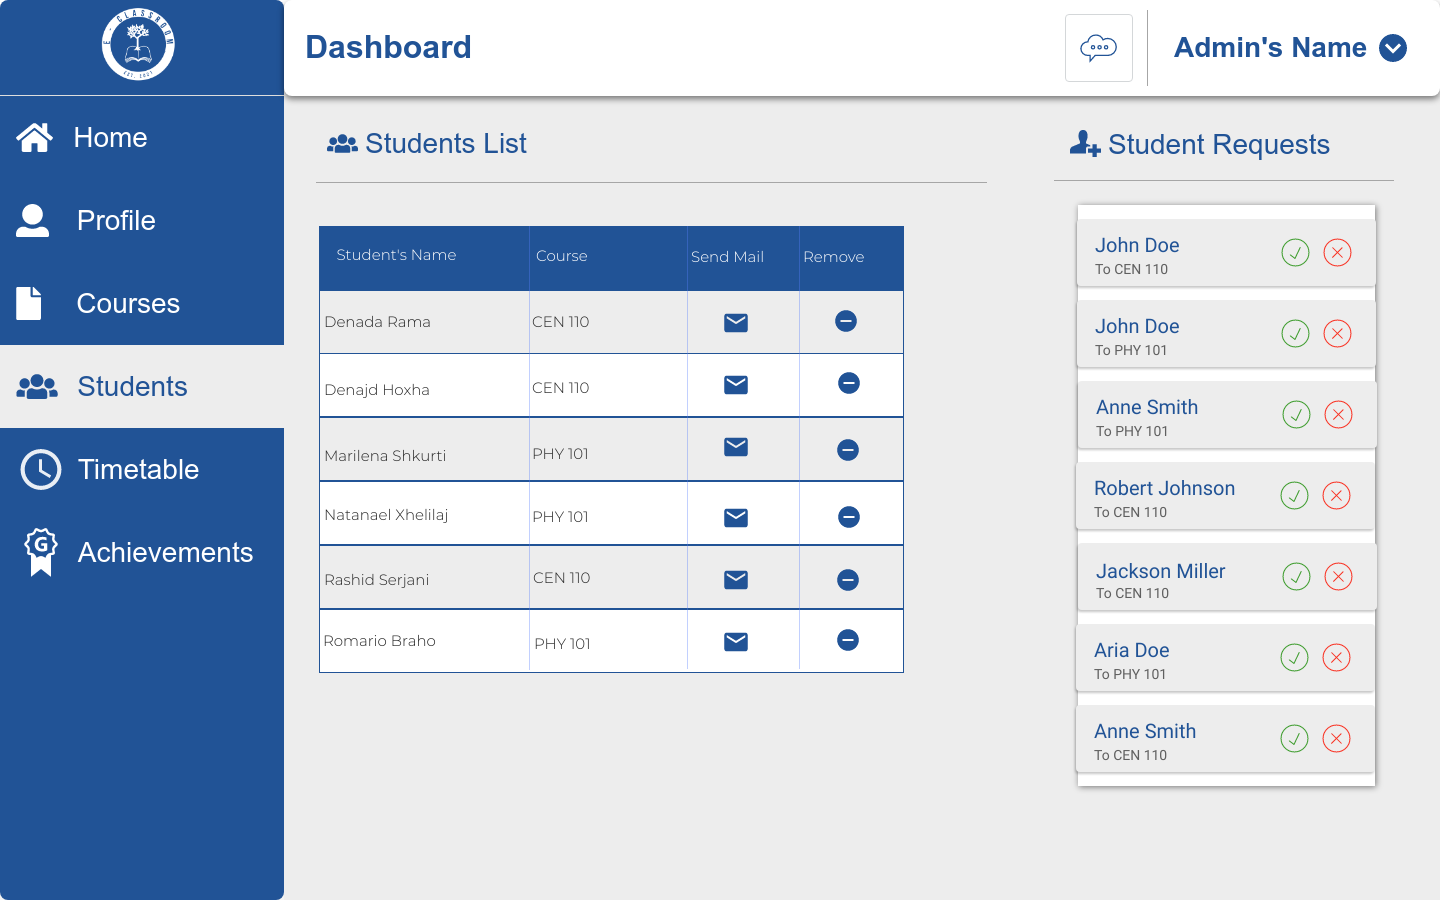 E - CLASSROOM
EST. 2021
Dashboard
Admin's Name
Home
Profile
Courses
Students
Timetable
G
Achievements
Students List
Student's Name Course Send Mail Remove
Denada Rama CEN 110
Denajd Hoxha CEN 110
Marilena Shkurti PHY 101
Natanael Xhelilaj PHY 101
Rashid Serjani CEN 110
Romario Braho PHY 101
Student Requests
John Doe
To CEN 110
John Doe
To PHY 101
Anne Smith
To PHY 101
Robert Johnson
To CEN 110
Jackson Miller
To CEN 110
Aria Doe
To PHY 101
Anne Smith
To CEN 110